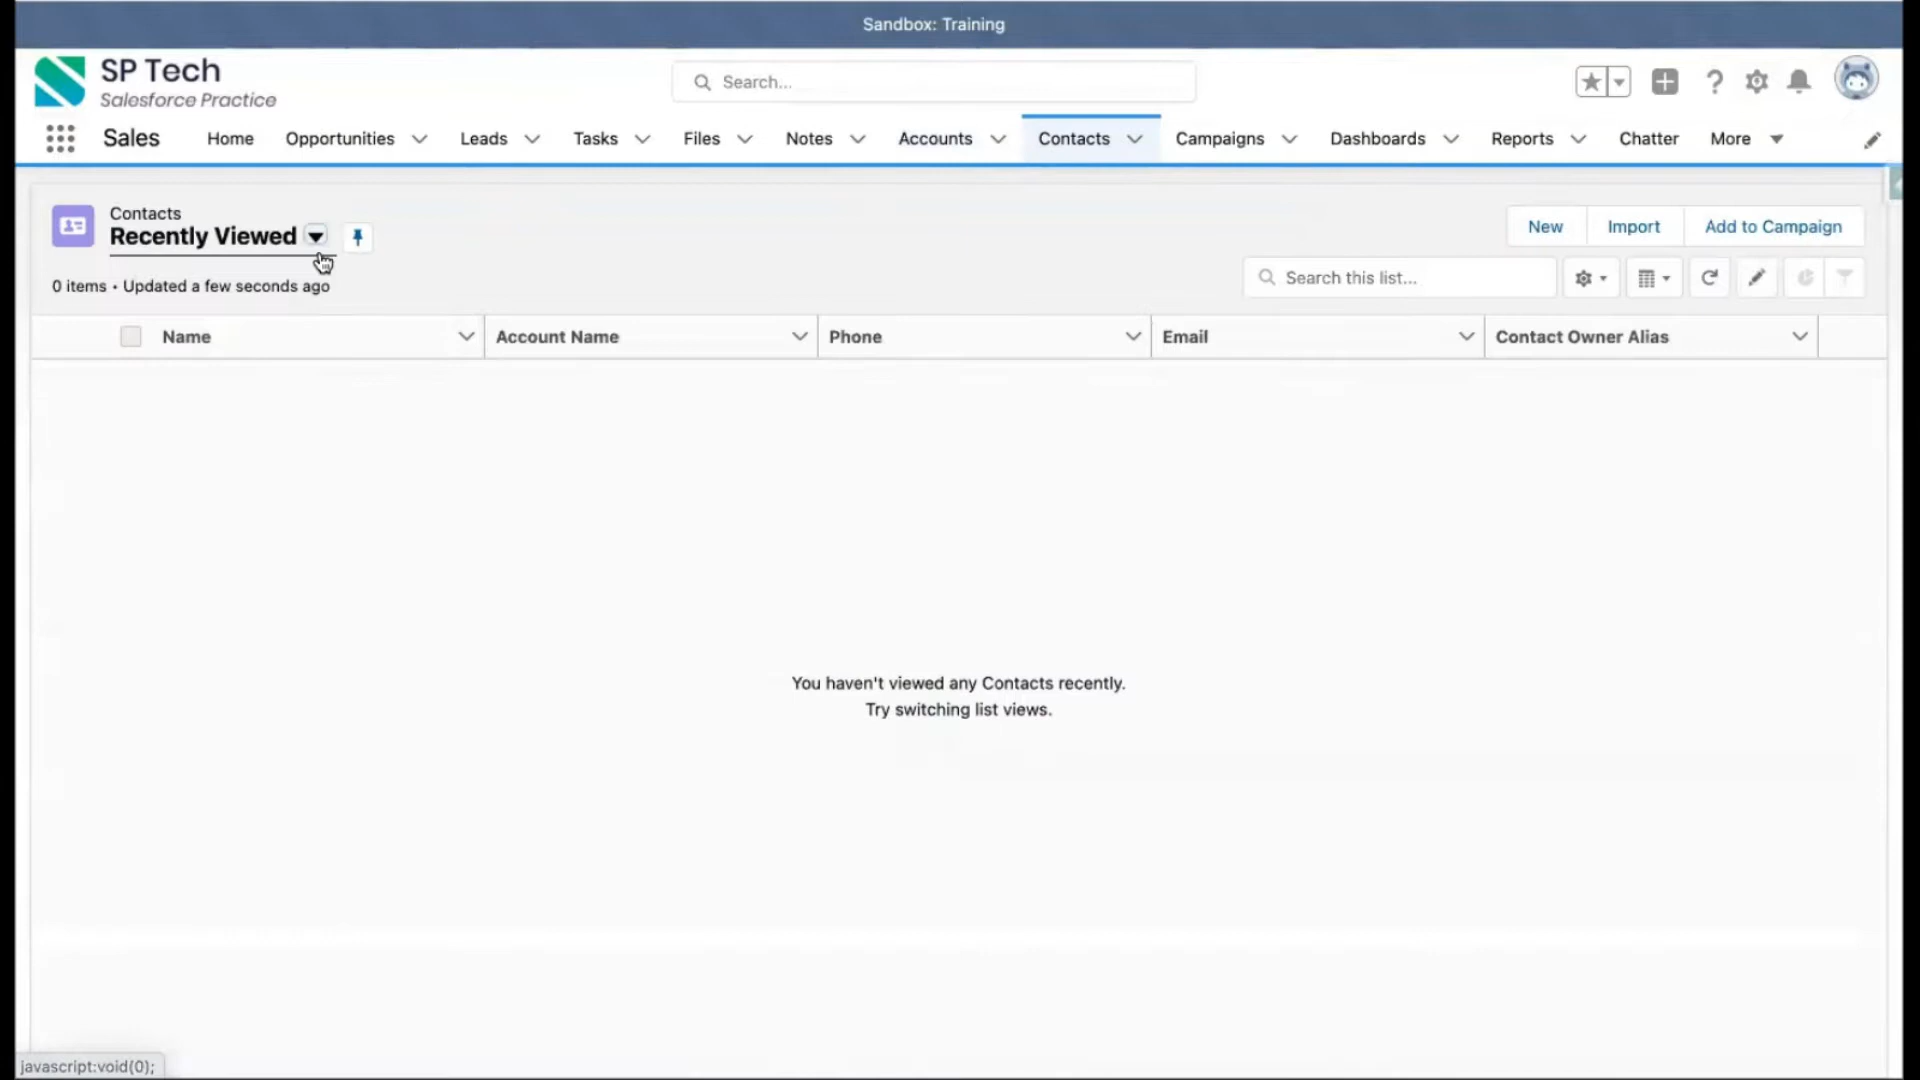 Sandbox: Training
SP Tech
Salesforce Practice
Search...
Sales
Home
Opportunities
Leads
Tasks
Files
Notes
Accounts
Contacts
Campaigns
Dashboards
Reports
Chatter
More
Contacts
Recently Viewed
New
Import
Add to Campaign
0 items • Updated a few seconds ago
Search this list...
Name
Account Name
Phone
Email
Contact Owner Alias
You haven't viewed any Contacts recently.
Try switching list views.
javascript:void(0);